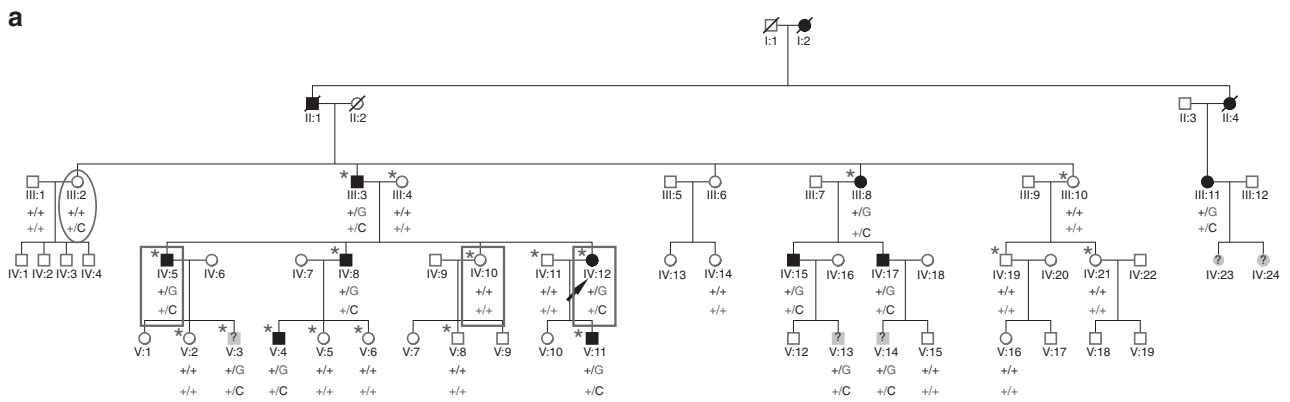 a
I:1 I:2
II:1 II:2 II:3 II:4
* * *
III:1 III:2 III:3 III:4 III:5 III:6 III:7 III:8 III:9 III:10 III:11 III:12
+/+ +/+ +/G +/+ +/G +/+ +/G
+/+ +/C +/C +/+ +/C +/+ +/C
* * * * * * *
? ?
IV:1 IV:2 IV:3 IV:4 IV:5 IV:6 IV:7 IV:8 IV:9 IV:10 IV:11 IV:12 IV:13 IV:14 IV:15 IV:16 IV:17 IV:18 IV:19 IV:20 IV:21 IV:22 IV:23 IV:24
+/G +/G +/+ +/+ +/G +/+ +/G +/G +/+ +/+
+/C +/C +/+ +/+ +/C +/+ +/C +/C +/+ +/+
* * * * * * *
? ? ?
V:1 V:2 V:3 V:4 V:5 V:6 V:7 V:8 V:9 V:10 V:11 V:12 V:13 V:14 V:15 V:16 V:17 V:18 V:19
+/+ +/G +/G +/+ +/+ +/+ +/G +/G +/G +/+ +/+
+/+ +/C +/C +/+ +/+ +/+ +/C +/C +/C +/+ +/+